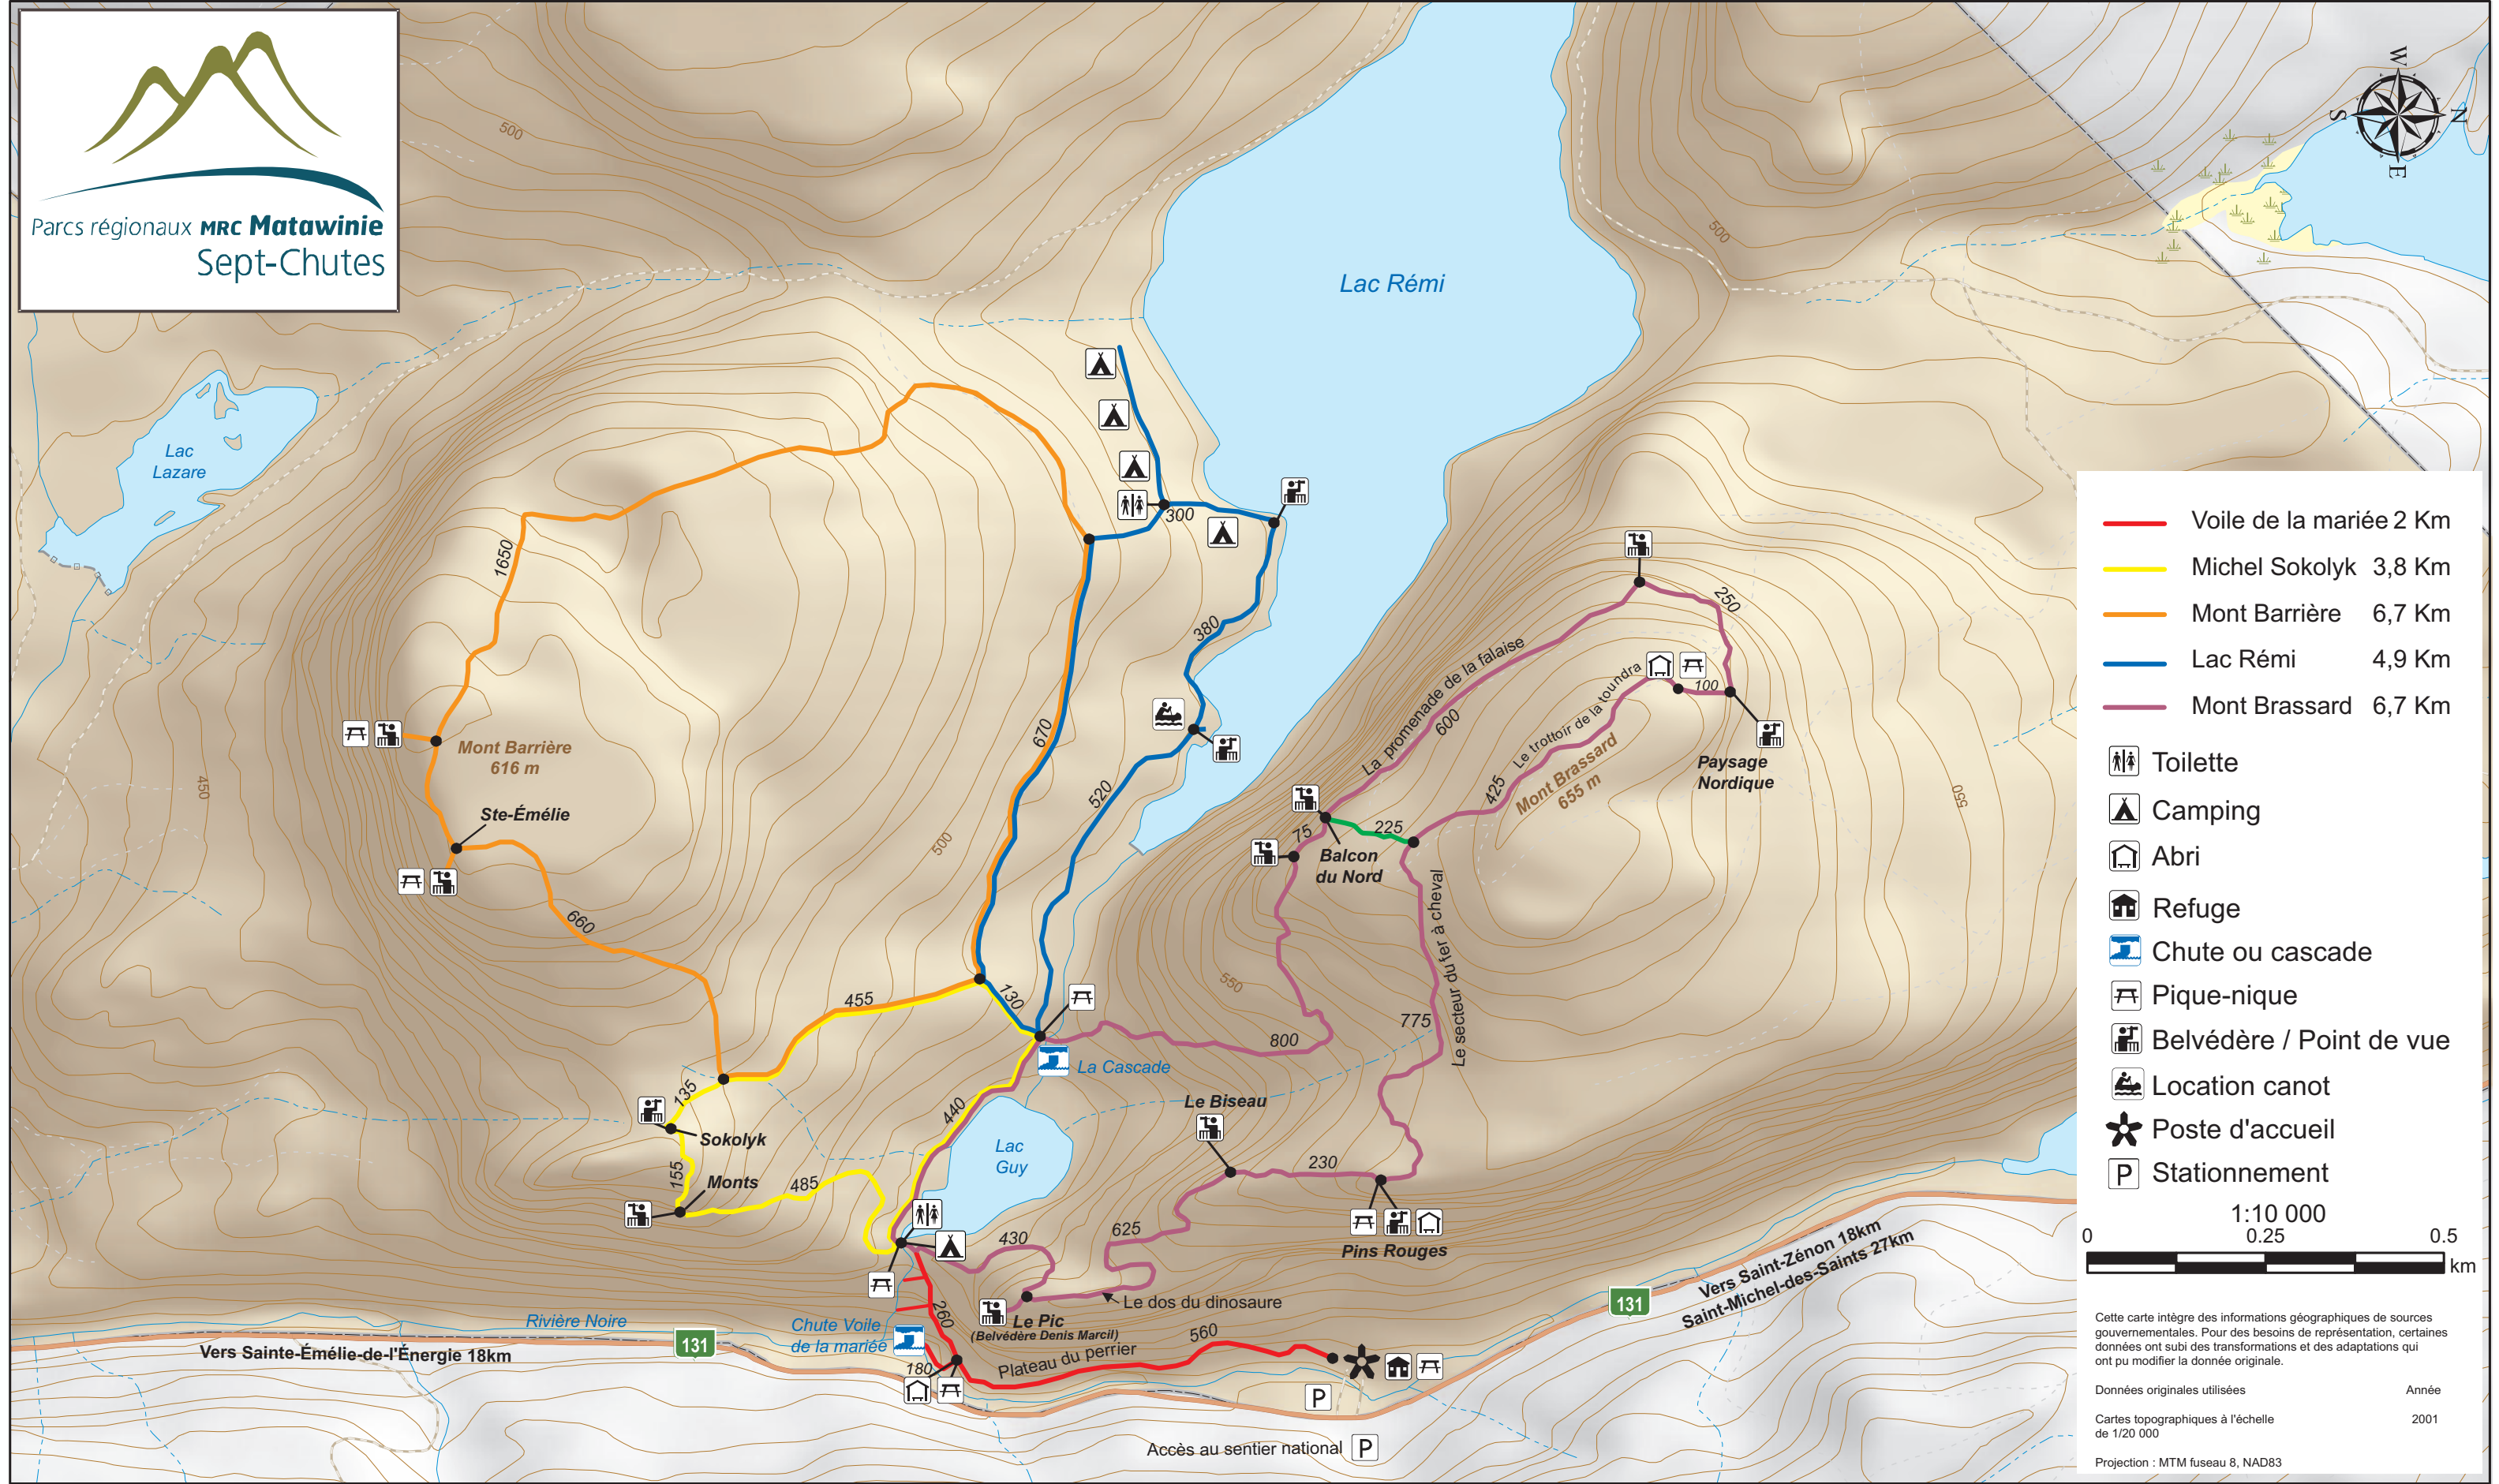 Parcs régionaux MRC Matawinie
Sept-Chutes
500
Lac Rémi
500
W
N
S
E
Lac
Lazare
1650
300
380
670
520
500
450
Mont Barrière
616 m
Ste-Émélie
660
455
130
135
Sokolyk
155
Monts
485
440
La Cascade
Lac
Guy
La promenade de la falaise
600
250
100
Le trottoir de la toundra
425
Mont Brassard
655 m
Paysage
Nordique
550
75
225
Balcon
du Nord
Le secteur du fer à cheval
775
550
800
Le Biseau
230
Pins Rouges
625
430
Le dos du dinosaure
Le Pic
(Belvédère Denis Marcil)
260
560
Plateau du perrier
180
Chute Voile
de la mariée
Rivière Noire
131
Vers Sainte-Émélie-de-l'Énergie 18km
131
Vers Saint-Zénon 18km
Saint-Michel-des-Saints 27km
P
Accès au sentier national P
Voile de la mariée 2 Km
Michel Sokolyk 3,8 Km
Mont Barrière 6,7 Km
Lac Rémi 4,9 Km
Mont Brassard 6,7 Km
Toilette
Camping
Abri
Refuge
Chute ou cascade
Pique-nique
Belvédère / Point de vue
Location canot
Poste d'accueil
P Stationnement
1:10 000
0 0.25 0.5
km
Cette carte intègre des informations géographiques de sources
gouvernementales. Pour des besoins de représentation, certaines
données ont subi des transformations et des adaptations qui
ont pu modifier la donnée originale.
Données originales utilisées Année
Cartes topographiques à l'échelle 2001
de 1/20 000
Projection : MTM fuseau 8, NAD83